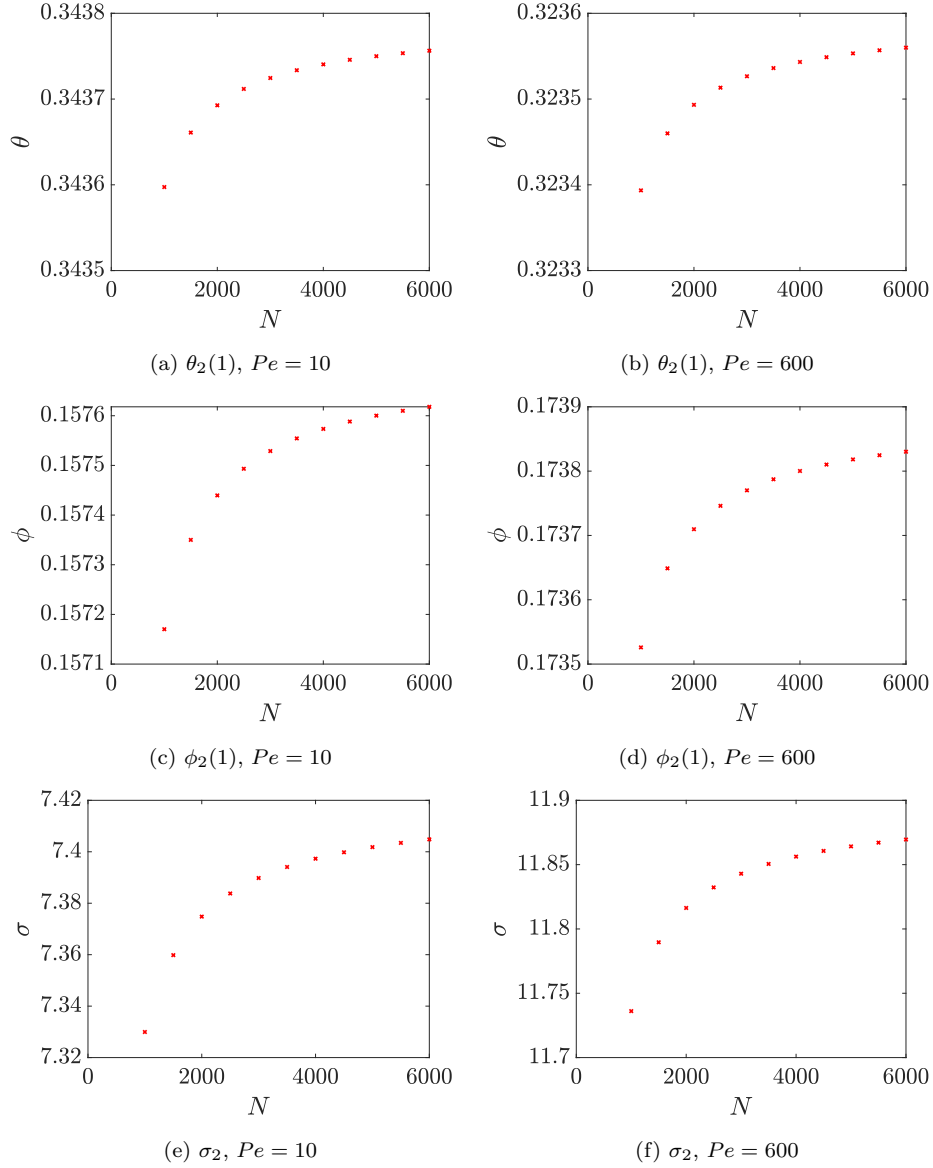 0.3438
0.3437
0.3436
0.3435
θ
0 2000 4000 6000
N
(a) θ₂(1), Pe = 10
0.3236
0.3235
0.3234
0.3233
θ
0 2000 4000 6000
N
(b) θ₂(1), Pe = 600
0.1576
0.1575
0.1574
0.1573
0.1572
0.1571
ϕ
0 2000 4000 6000
N
(c) ϕ₂(1), Pe = 10
0.1739
0.1738
0.1737
0.1736
0.1735
ϕ
0 2000 4000 6000
N
(d) ϕ₂(1), Pe = 600
7.42
7.4
7.38
7.36
7.34
7.32
σ
0 2000 4000 6000
N
(e) σ₂, Pe = 10
11.9
11.85
11.8
11.75
11.7
σ
0 2000 4000 6000
N
(f) σ₂, Pe = 600